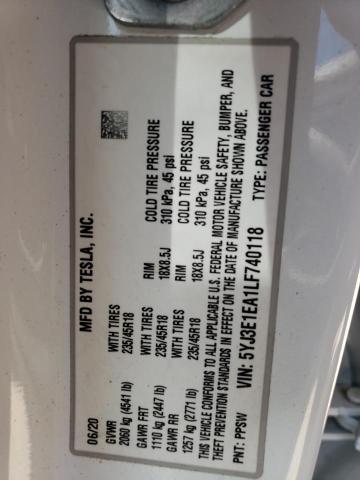 MFD BY TESLA, INC.
06/20
GVWR
2060 kg (4541 lb)
GAWR FRT WITH TIRES RIM COLD TIRE PRESSURE
1110 kg (2447 lb) 235/45R18 18X8.5J 310 kPa, 45 psi
GAWR RR WITH TIRES RIM COLD TIRE PRESSURE
1257 kg (2771 lb) 235/45R18 18X8.5J 310 kPa, 45 psi
THIS VEHICLE CONFORMS TO ALL APPLICABLE U.S. FEDERAL MOTOR VEHICLE SAFETY, BUMPER, AND
THEFT PREVENTION STANDARDS IN EFFECT ON THE DATE OF MANUFACTURE SHOWN ABOVE.
PNT: PPSW VIN: 5YJ3E1EA1LF740118 TYPE: PASSENGER CAR